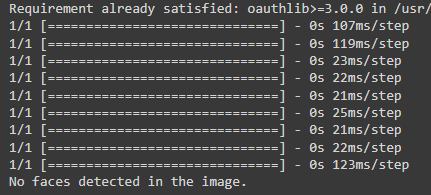 Requirement already satisfied: oauthlib>=3.0.0 in /usr/
1/1 [==============================] - 0s 107ms/step
1/1 [==============================] - 0s 119ms/step
1/1 [==============================] - 0s 23ms/step
1/1 [==============================] - 0s 22ms/step
1/1 [==============================] - 0s 21ms/step
1/1 [==============================] - 0s 25ms/step
1/1 [==============================] - 0s 21ms/step
1/1 [==============================] - 0s 22ms/step
1/1 [==============================] - 0s 123ms/step
No faces detected in the image.